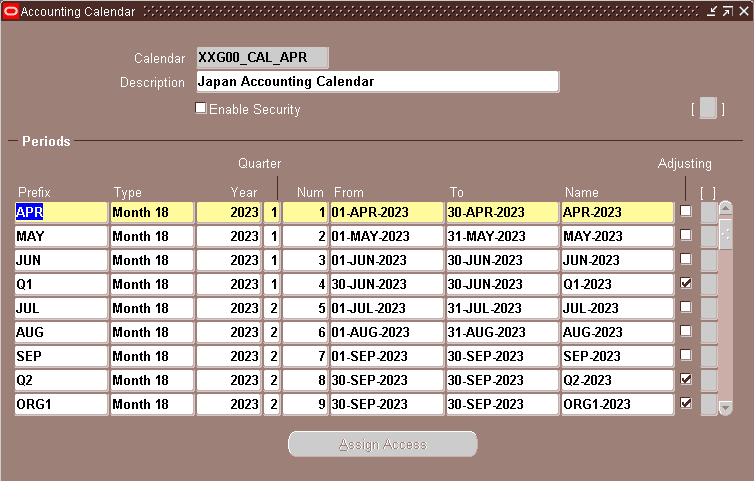 Accounting Calendar
Calendar XXG00_CAL_APR
Description Japan Accounting Calendar
Enable Security [ ]
Periods
Quarter Adjusting
Prefix Type Year Num From To Name [ ]
APR Month 18 2023 1 1 01-APR-2023 30-APR-2023 APR-2023
MAY Month 18 2023 1 2 01-MAY-2023 31-MAY-2023 MAY-2023
JUN Month 18 2023 1 3 01-JUN-2023 30-JUN-2023 JUN-2023
Q1 Month 18 2023 1 4 30-JUN-2023 30-JUN-2023 Q1-2023
JUL Month 18 2023 2 5 01-JUL-2023 31-JUL-2023 JUL-2023
AUG Month 18 2023 2 6 01-AUG-2023 31-AUG-2023 AUG-2023
SEP Month 18 2023 2 7 01-SEP-2023 30-SEP-2023 SEP-2023
Q2 Month 18 2023 2 8 30-SEP-2023 30-SEP-2023 Q2-2023
ORG1 Month 18 2023 2 9 30-SEP-2023 30-SEP-2023 ORG1-2023
Assign Access